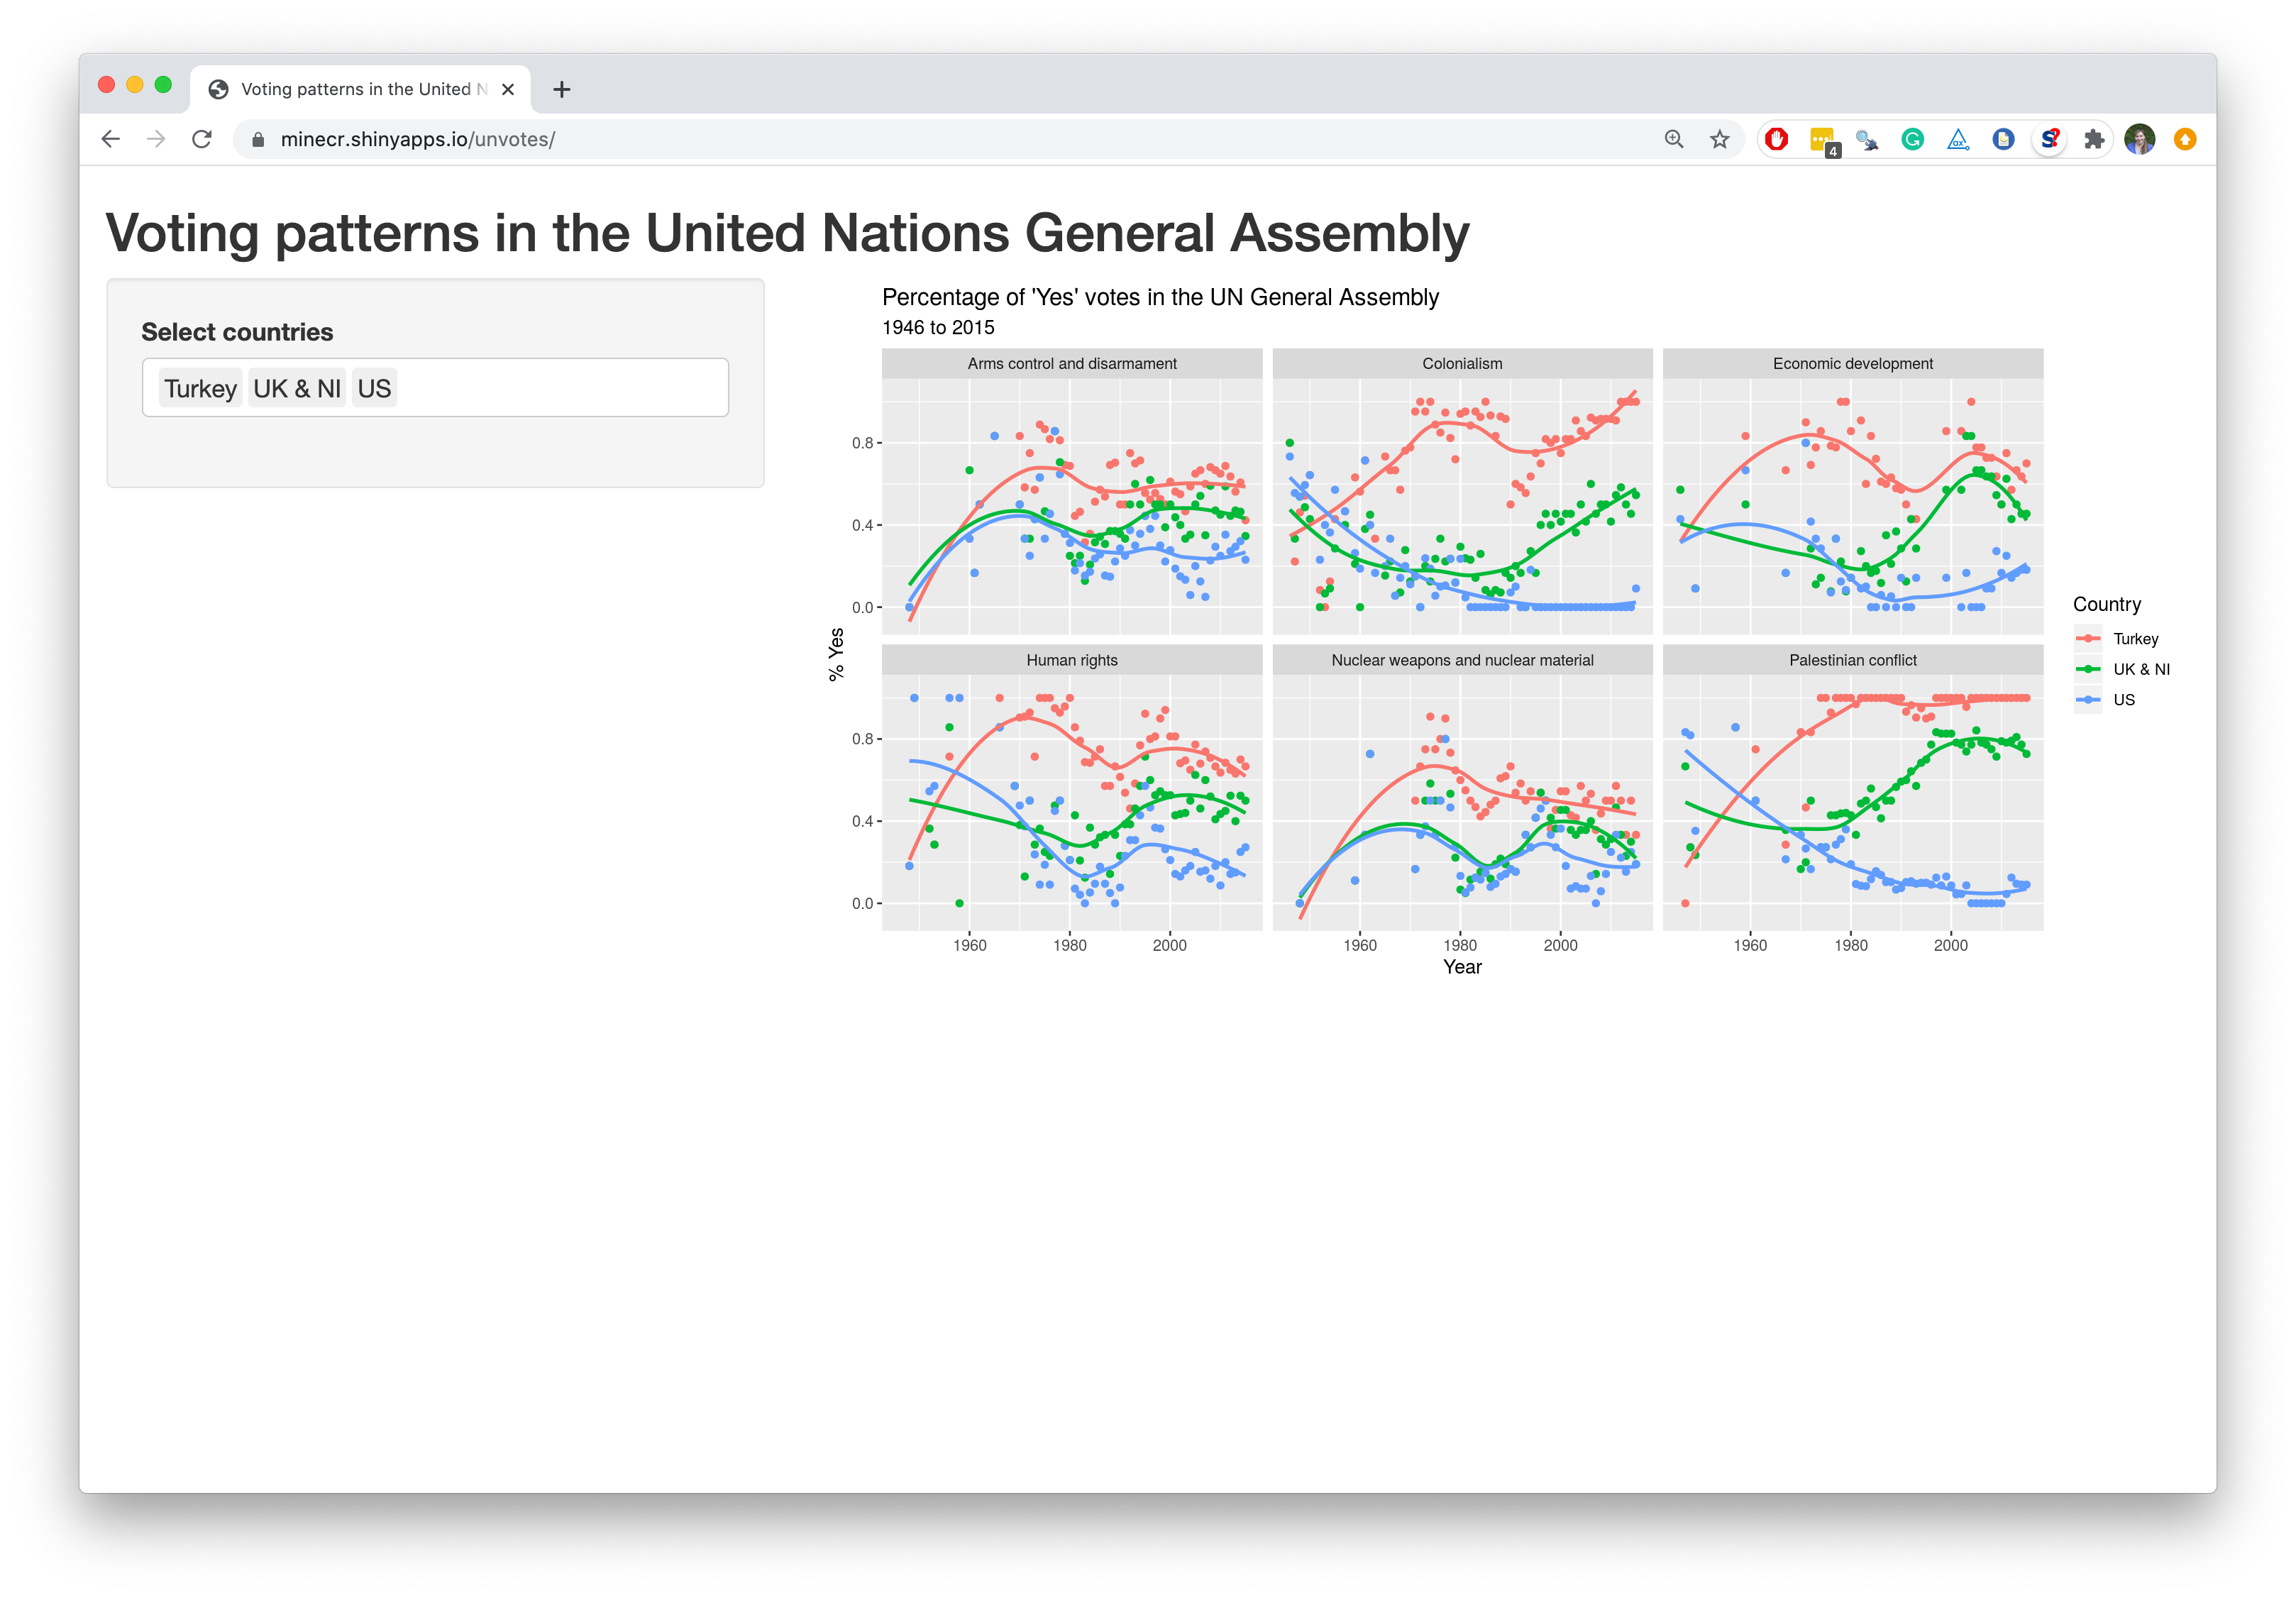 Voting patterns in the United N
minecr.shinyapps.io/unvotes/
4
Voting patterns in the United Nations General Assembly
Select countries
Turkey UK & NI US
Percentage of 'Yes' votes in the UN General Assembly
1946 to 2015
Arms control and disarmament
Colonialism
Economic development
0.8
0.4
0.0
Human rights
Nuclear weapons and nuclear material
Palestinian conflict
0.8
0.4
0.0
1960 1980 2000
1960 1980 2000
1960 1980 2000
% Yes
Year
Country
Turkey
UK & NI
US